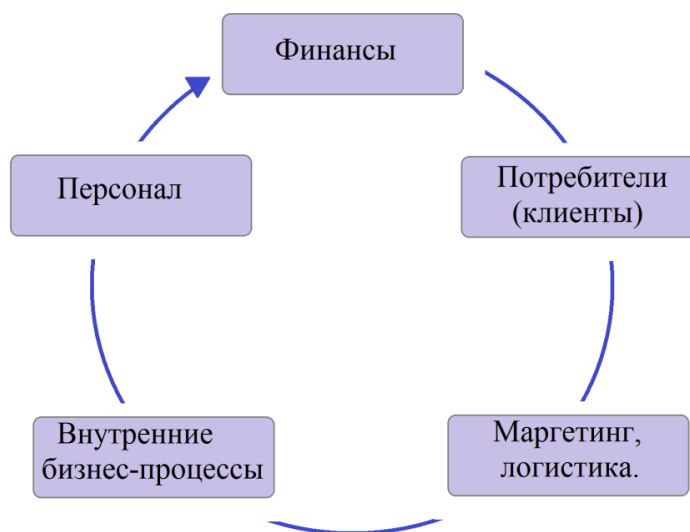 Финансы
Потребители
(клиенты)
Маргетинг,
логистика.
Внутренние
бизнес-процессы
Персонал